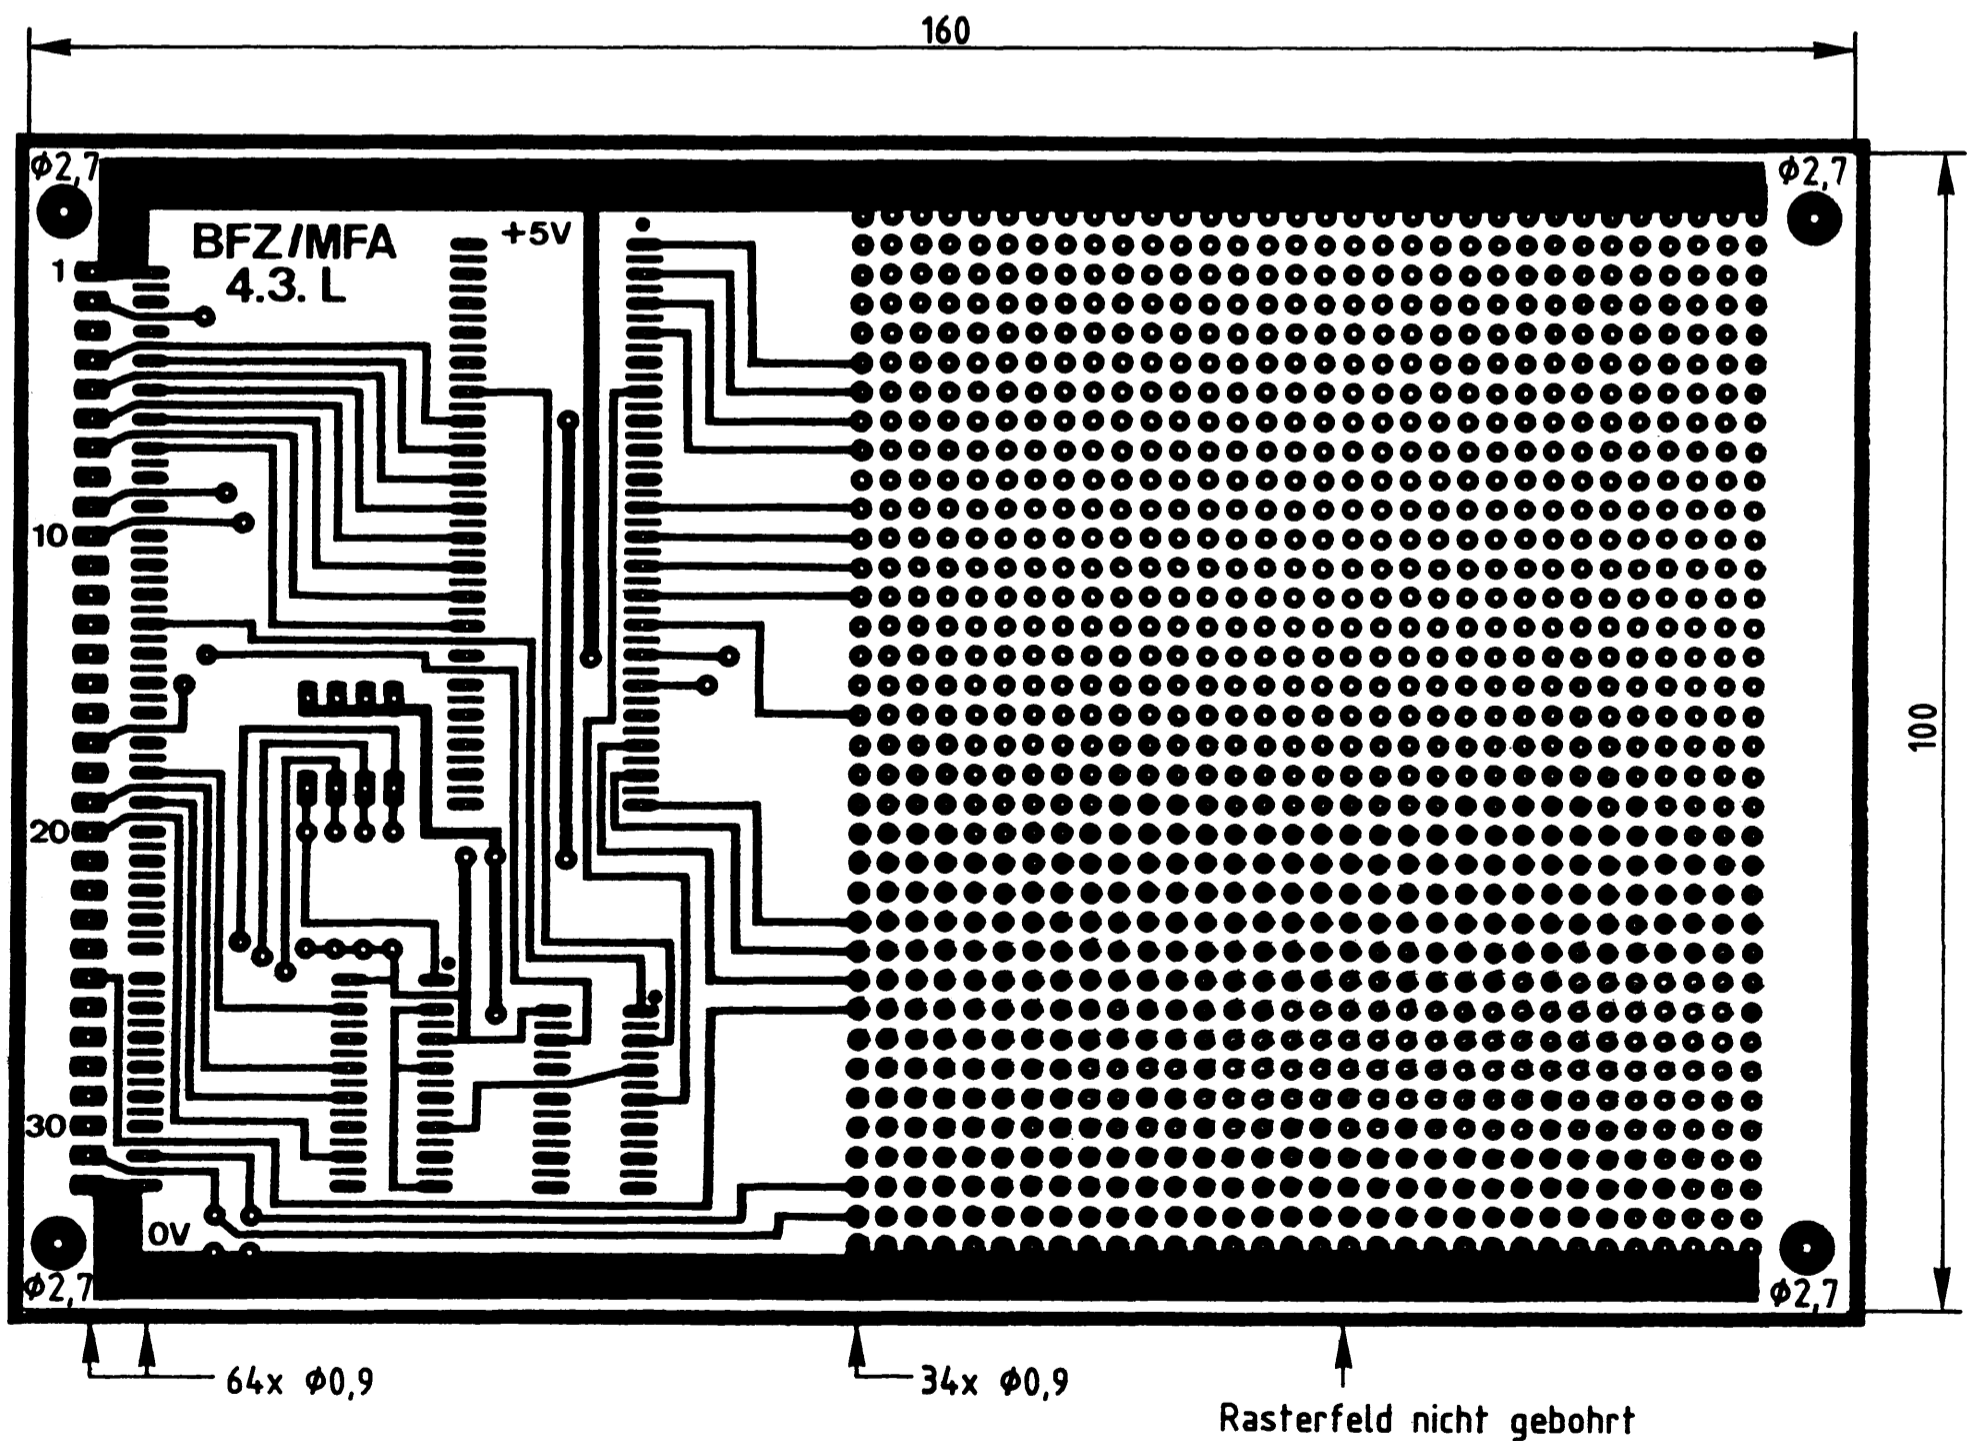 160
ϕ2,7
ϕ2,7
BFZ/MFA
+5V
4.3. L
1
10
100
20
30
0V
ϕ2,7
ϕ2,7
64x ϕ0,9
34x ϕ0,9
Rasterfeld nicht gebohrt